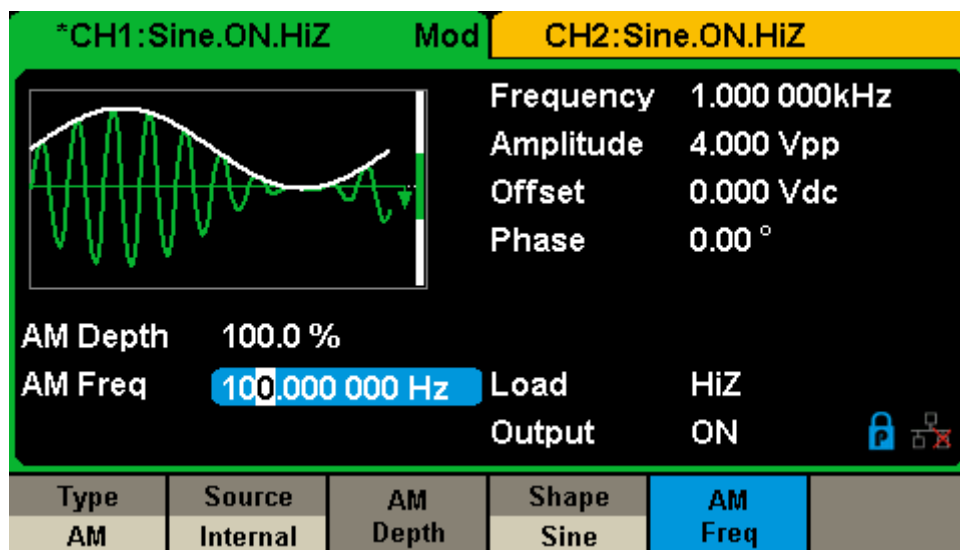 *CH1:Sine.ON.HiZ Mod CH2:Sine.ON.HiZ
Frequency 1.000 000kHz
Amplitude 4.000 Vpp
Offset 0.000 Vdc
Phase 0.00 °
AM Depth 100.0 %
AM Freq 100.000 000 Hz Load HiZ
Output ON P
Type Source AM Shape AM
AM Internal Depth Sine Freq